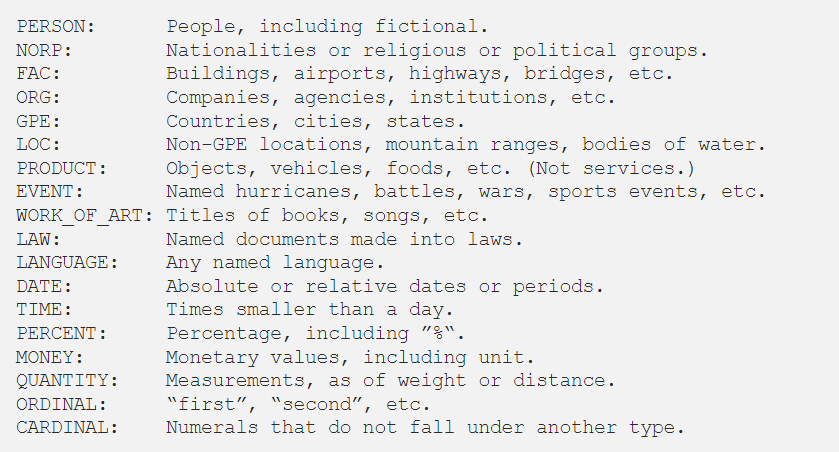 PERSON: People, including fictional.
NORP: Nationalities or religious or political groups.
FAC: Buildings, airports, highways, bridges, etc.
ORG: Companies, agencies, institutions, etc.
GPE: Countries, cities, states.
LOC: Non-GPE locations, mountain ranges, bodies of water.
PRODUCT: Objects, vehicles, foods, etc. (Not services.)
EVENT: Named hurricanes, battles, wars, sports events, etc.
WORK_OF_ART: Titles of books, songs, etc.
LAW: Named documents made into laws.
LANGUAGE: Any named language.
DATE: Absolute or relative dates or periods.
TIME: Times smaller than a day.
PERCENT: Percentage, including ”%“.
MONEY: Monetary values, including unit.
QUANTITY: Measurements, as of weight or distance.
ORDINAL: “first”, “second”, etc.
CARDINAL: Numerals that do not fall under another type.